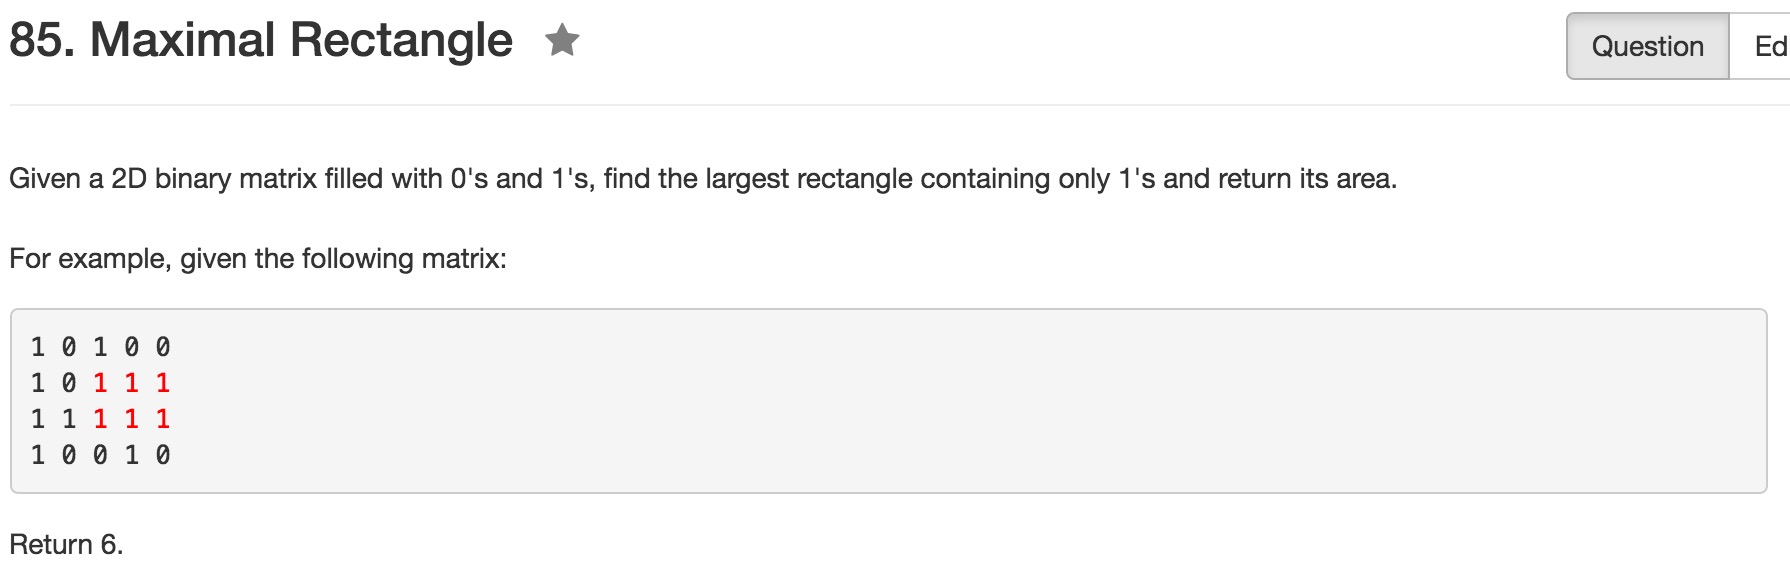 85. Maximal Rectangle
Question
Ed
Given a 2D binary matrix filled with 0's and 1's, find the largest rectangle containing only 1's and return its area.
For example, given the following matrix:
1 0 1 0 0
1 0 1 1 1
1 1 1 1 1
1 0 0 1 0
Return 6.